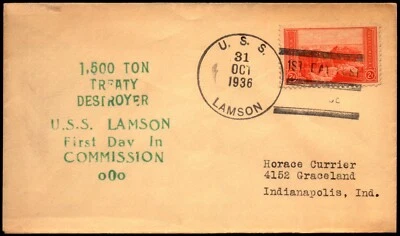 1,500 TON
TREATY
DESTROYER
U.S.S. LAMSON
First Day In
COMMISSION
oOo
U. S. S.
31
OCT
1936
LAMSON
1ST
Horace Currier
4152 Graceland
Indianapolis, Ind.